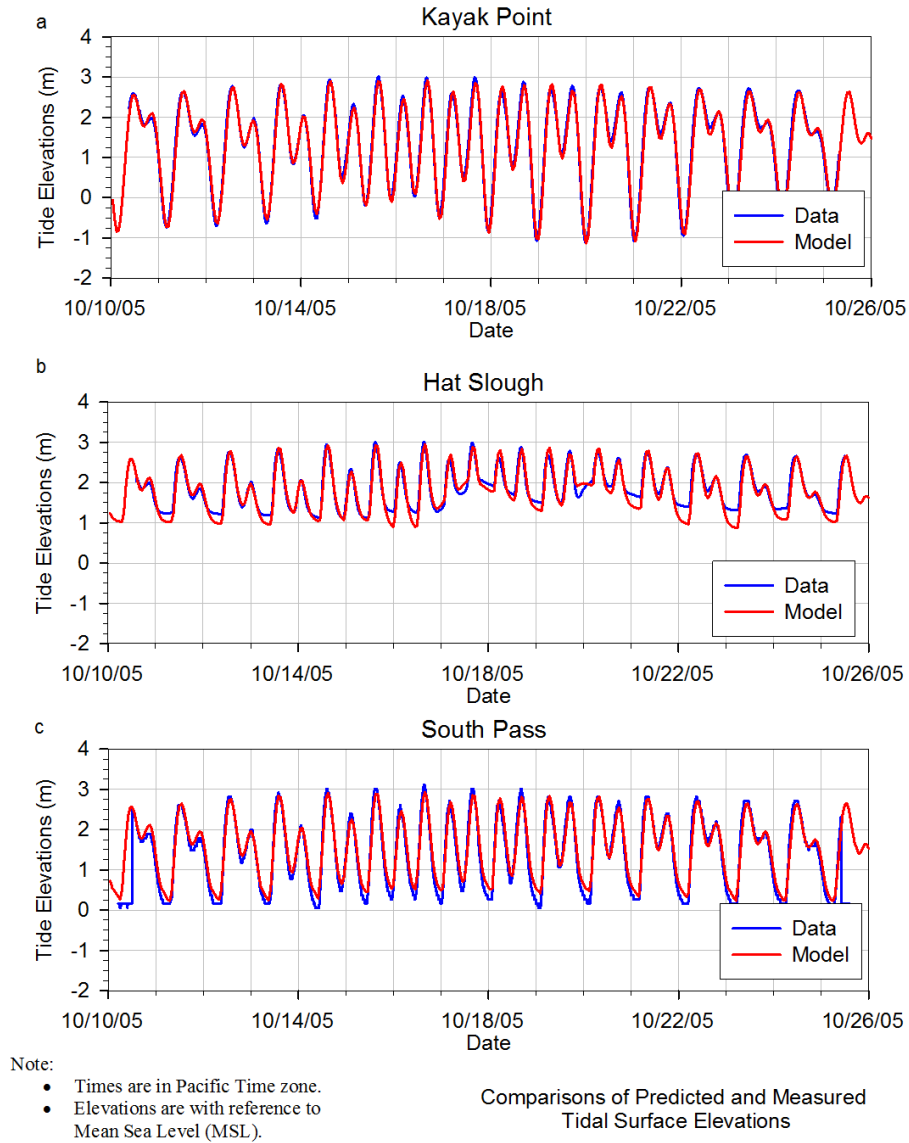 a
Kayak Point
Tide Elevations (m)
4
3
2
1
0
-1
-2
Data
Model
10/10/05 10/14/05 10/18/05 10/22/05 10/26/05
Date
b
Hat Slough
Tide Elevations (m)
4
3
2
1
0
-1
-2
Data
Model
10/10/05 10/14/05 10/18/05 10/22/05 10/26/05
Date
c
South Pass
Tide Elevations (m)
4
3
2
1
0
-1
-2
Data
Model
10/10/05 10/14/05 10/18/05 10/22/05 10/26/05
Date
Note:
• Times are in Pacific Time zone.
• Elevations are with reference to
Mean Sea Level (MSL).
Comparisons of Predicted and Measured
Tidal Surface Elevations